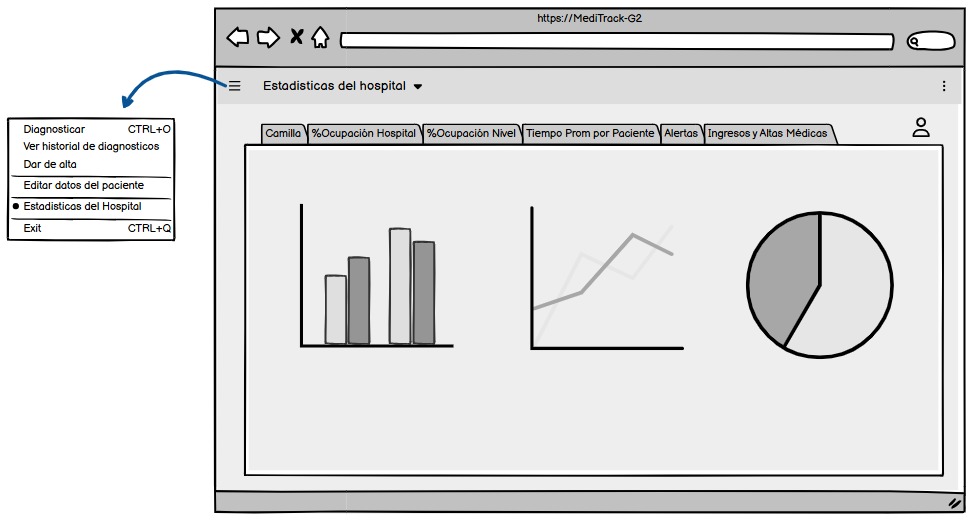 https://MediTrack-G2
Estadisticas del hospital
Diagnosticar CTRL+O
Ver historial de diagnosticos
Dar de alta
Editar datos del paciente
Estadisticas del Hospital
Exit CTRL+Q
Camilla %Ocupación Hospital %Ocupación Nivel Tiempo Prom por Paciente Alertas Ingresos y Altas Médicas